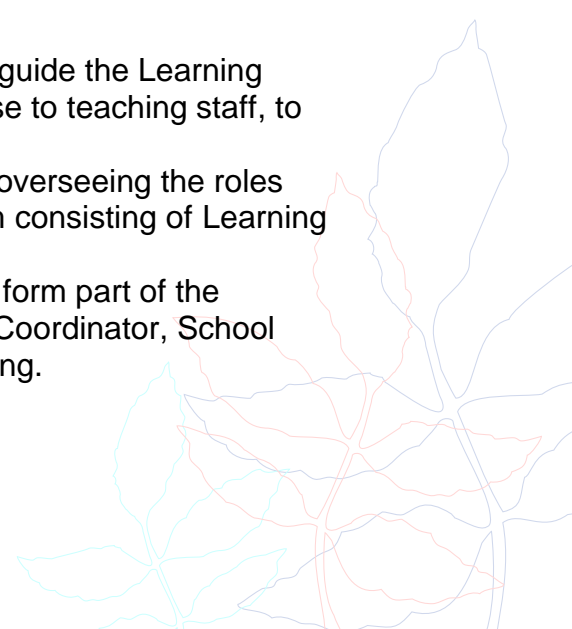 guide the Learning
se to teaching staff, to
overseeing the roles
consisting of Learning
form part of the
Coordinator, School
ng.